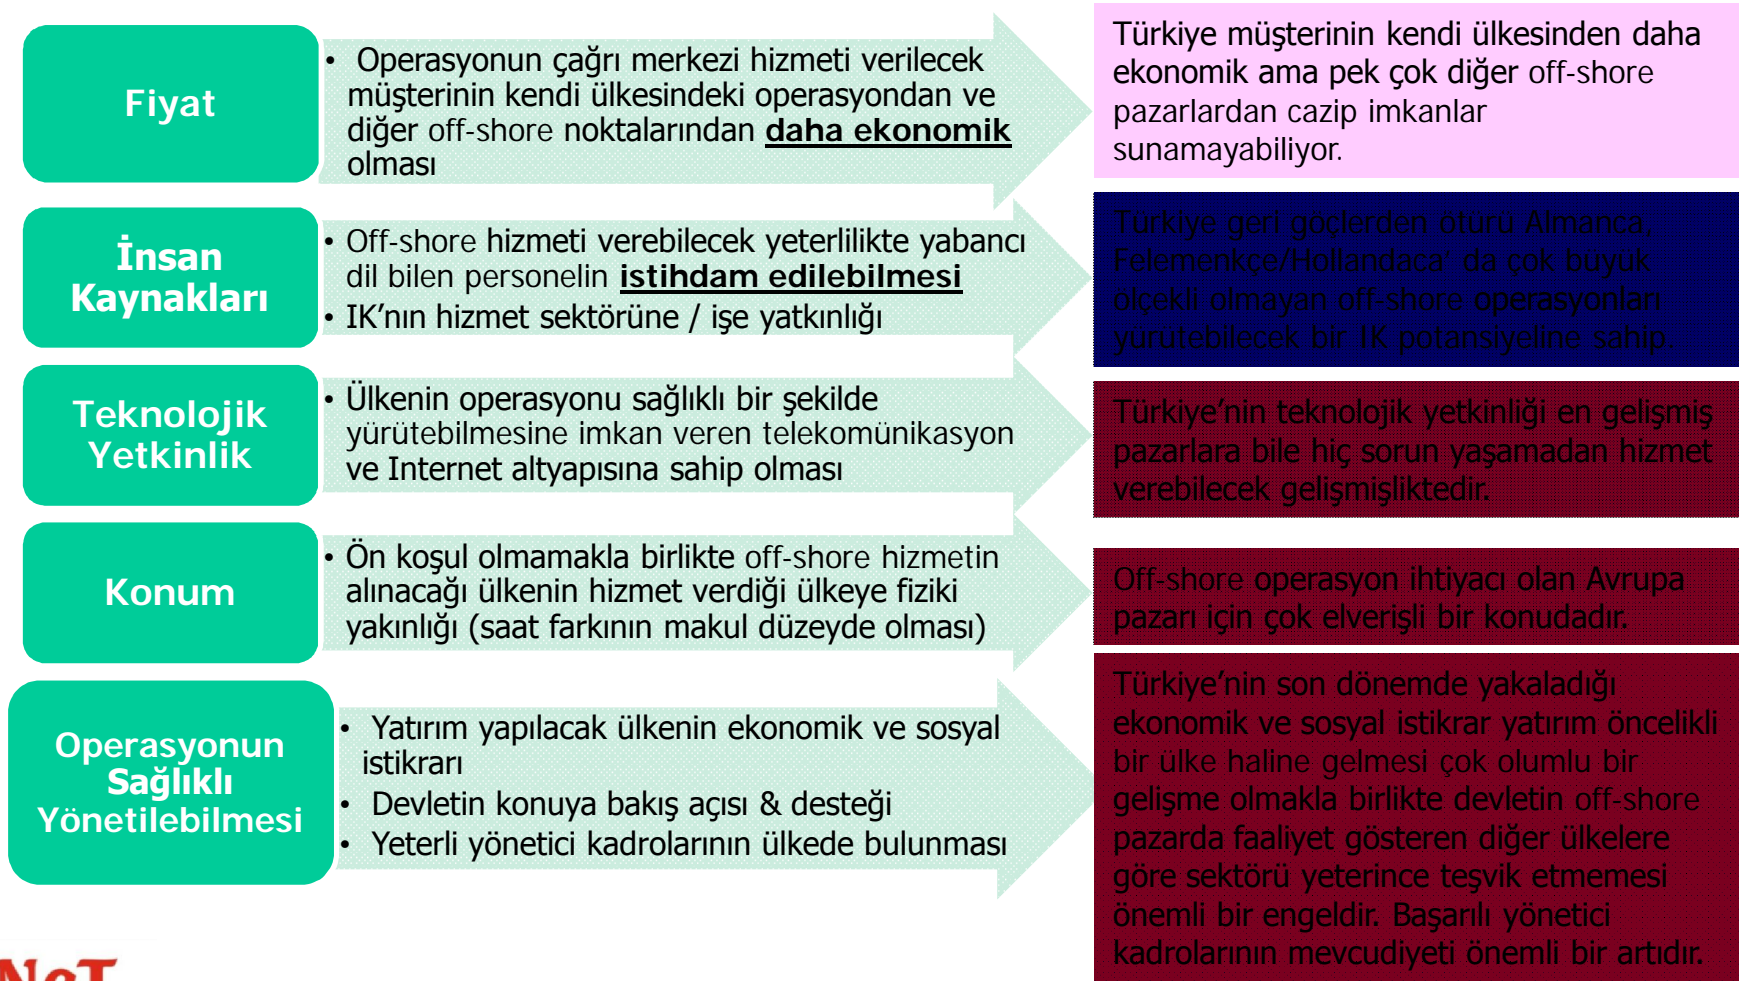 Fiyat
• Operasyonun çağrı merkezi hizmeti verilecek
müşterinin kendi ülkesindeki operasyondan ve
diğer off-shore noktalarından daha ekonomik
olması
Türkiye müşterinin kendi ülkesinden daha
ekonomik ama pek çok diğer off-shore
pazarlardan cazip imkanlar
sunamayabiliyor.
İnsan
Kaynakları
• Off-shore hizmeti verebilecek yeterlilikte yabancı
dil bilen personelin istihdam edilebilmesi
• IK’nın hizmet sektörüne / işe yatkınlığı
Türkiye geri göçlerden ötürü Almanca,
Felemenkçe/Hollandaca’ da çok büyük
ölçekli olmayan off-shore operasyonları
yürütebilecek bir IK potansiyeline sahip.
Teknolojik
Yetkinlik
• Ülkenin operasyonu sağlıklı bir şekilde
yürütebilmesine imkan veren telekomünikasyon
ve Internet altyapısına sahip olması
Türkiye’nin teknolojik yetkinliği en gelişmiş
pazarlara bile hiç sorun yaşamadan hizmet
verebilecek gelişmişliktedir.
Konum
• Ön koşul olmamakla birlikte off-shore hizmetin
alınacağı ülkenin hizmet verdiği ülkeye fiziki
yakınlığı (saat farkının makul düzeyde olması)
Off-shore operasyon ihtiyacı olan Avrupa
pazarı için çok elverişli bir konudadır.
Operasyonun
Sağlıklı
Yönetilebilmesi
• Yatırım yapılacak ülkenin ekonomik ve sosyal
istikrarı
• Devletin konuya bakış açısı & desteği
• Yeterli yönetici kadrolarının ülkede bulunması
Türkiye’nin son dönemde yakaladığı
ekonomik ve sosyal istikrar yatırım öncelikli
bir ülke haline gelmesi çok olumlu bir
gelişme olmakla birlikte devletin off-shore
pazarda faaliyet gösteren diğer ülkelere
göre sektörü yeterince teşvik etmemesi
önemli bir engeldir. Başarılı yönetici
kadrolarının mevcudiyeti önemli bir artıdır.